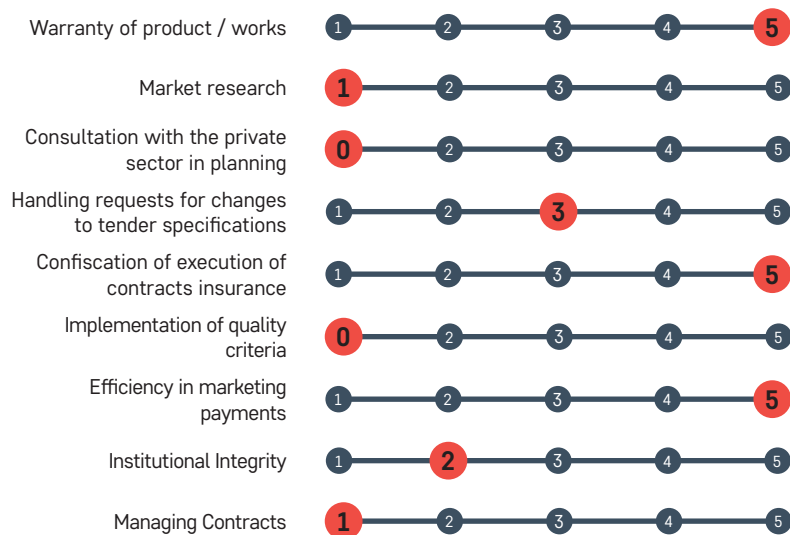 Warranty of product / works 1 2 3 4 5
Market research 1 2 3 4 5
Consultation with the private
sector in planning 0 2 3 4 5
Handling requests for changes
to tender specifications 1 2 3 4 5
Confiscation of execution of
contracts insurance 1 2 3 4 5
Implementation of quality
criteria 0 2 3 4 5
Efficiency in marketing
payments 1 2 3 4 5
Institutional Integrity 1 2 3 4 5
Managing Contracts 1 2 3 4 5